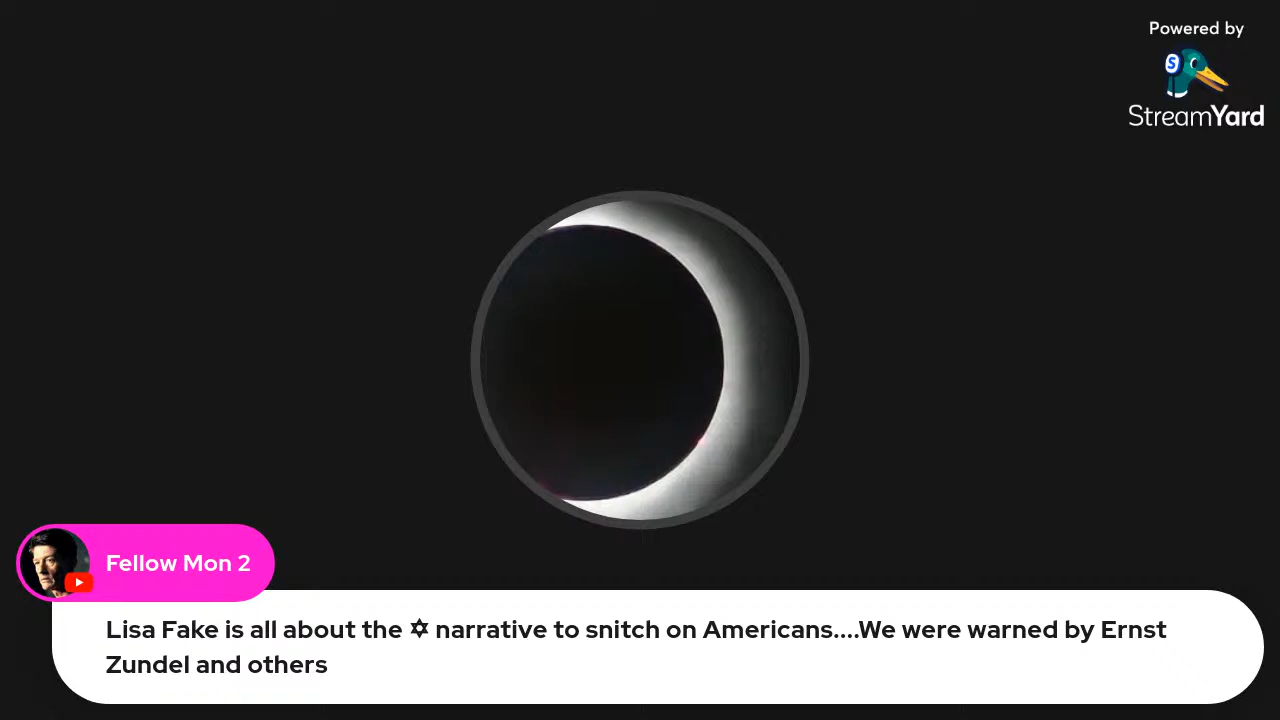 Powered by
StreamYard
Fellow Mon 2
Lisa Fake is all about the ✡ narrative to snitch on Americans....We were warned by Ernst
Zundel and others